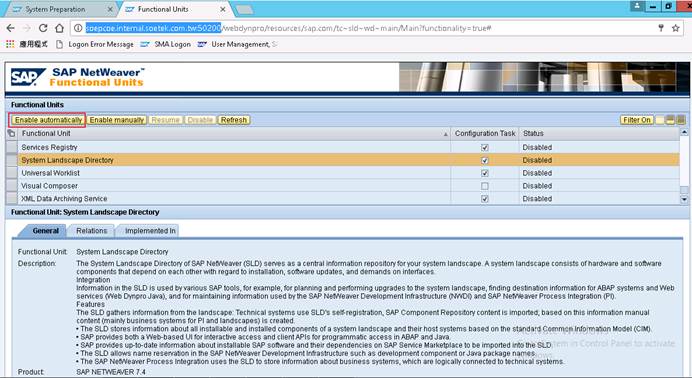 System Preparation
Functional Units
soepcoe.internal.soetek.com.tw:50200/webdynpro/resources/sap.com/tc~sld~wd~main/Main?functionality=true#
應用程式
Logon Error Message
SMA Logon
User Management, S
SAP
SAP NetWeaver™
Functional Units
Functional Units
Enable automatically
Enable manually
Resume
Disable
Refresh
Filter On
Functional Unit
Configuration Task
Status
Services Registry
Disabled
System Landscape Directory
Disabled
Universal Worklist
Disabled
Visual Composer
Disabled
XML Data Archiving Service
Disabled
Functional Unit: System Landscape Directory
General
Relations
Implemented In
Functional Unit: System Landscape Directory
Description: The System Landscape Directory of SAP NetWeaver (SLD) serves as a central information repository for your system landscape. A system landscape consists of hardware and software
components that depend on each other with regard to installation, software updates, and demands on interfaces.
Integration
Information in the SLD is used by various SAP tools, for example, for planning and performing upgrades to the system landscape, finding destination information for ABAP systems and Web
services (Web Dynpro Java), and for maintaining information used by the SAP NetWeaver Development Infrastructure (NWDI) and SAP NetWeaver Process Integration (PI).
Features
The SLD gathers information from the landscape: Technical systems use SLD's self-registration, SAP Component Repository content is imported; based on this information manual
content (mainly business systems for PI and landscapes) is created.
• The SLD stores information about all installable and installed components of a system landscape and their host systems based on the standard Common Information Model (CIM).
• SAP provides both a Web-based UI for interactive access and client APIs for programmatic access in ABAP and Java.
• SAP provides up-to-date information about installable SAP software and their dependencies on SAP Service Marketplace to be imported into the SLD.
• The SLD allows name reservation in the SAP NetWeaver Development Infrastructure such as development component or Java package names.
• The SAP NetWeaver Process Integration uses the SLD to store information about business systems, which are logically connected to technical systems.
Product: SAP NETWEAVER 7.4